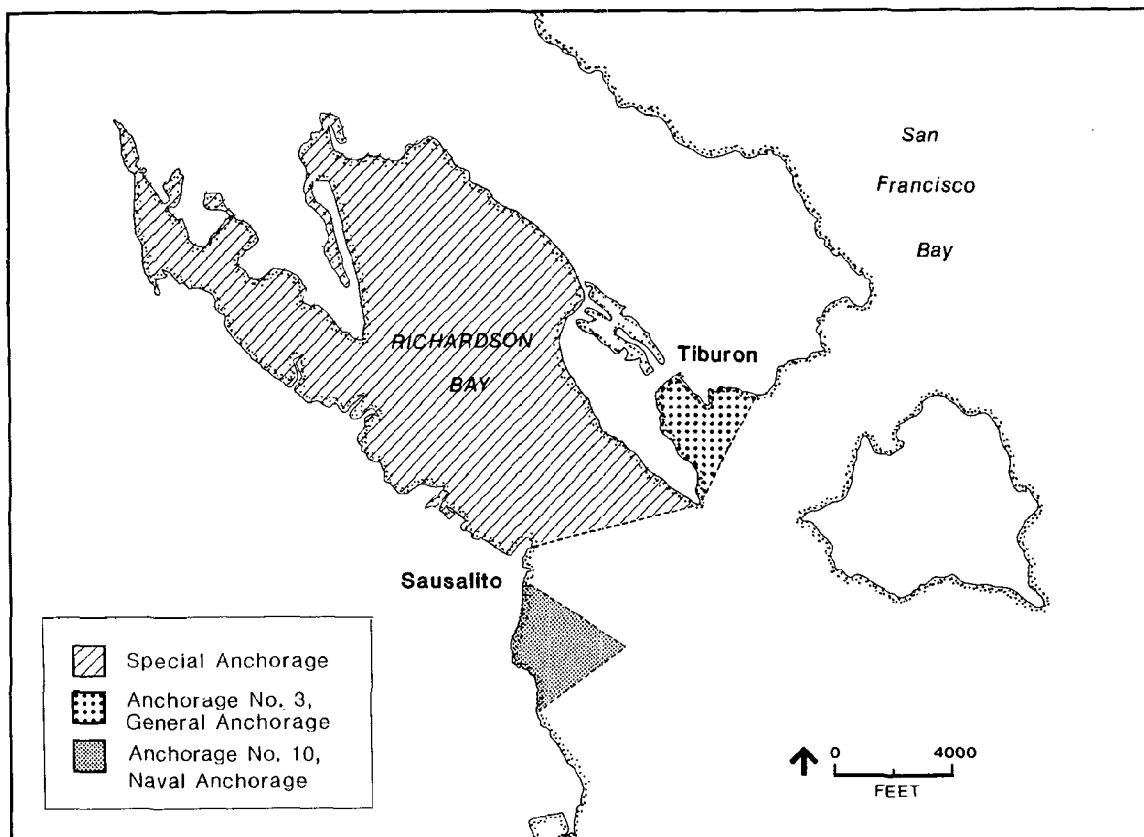 San
Francisco
Bay
RICHARDSON
BAY
Tiburon
Sausalito
Special Anchorage
Anchorage No. 3,
General Anchorage
Anchorage No. 10,
Naval Anchorage
0 4000
FEET